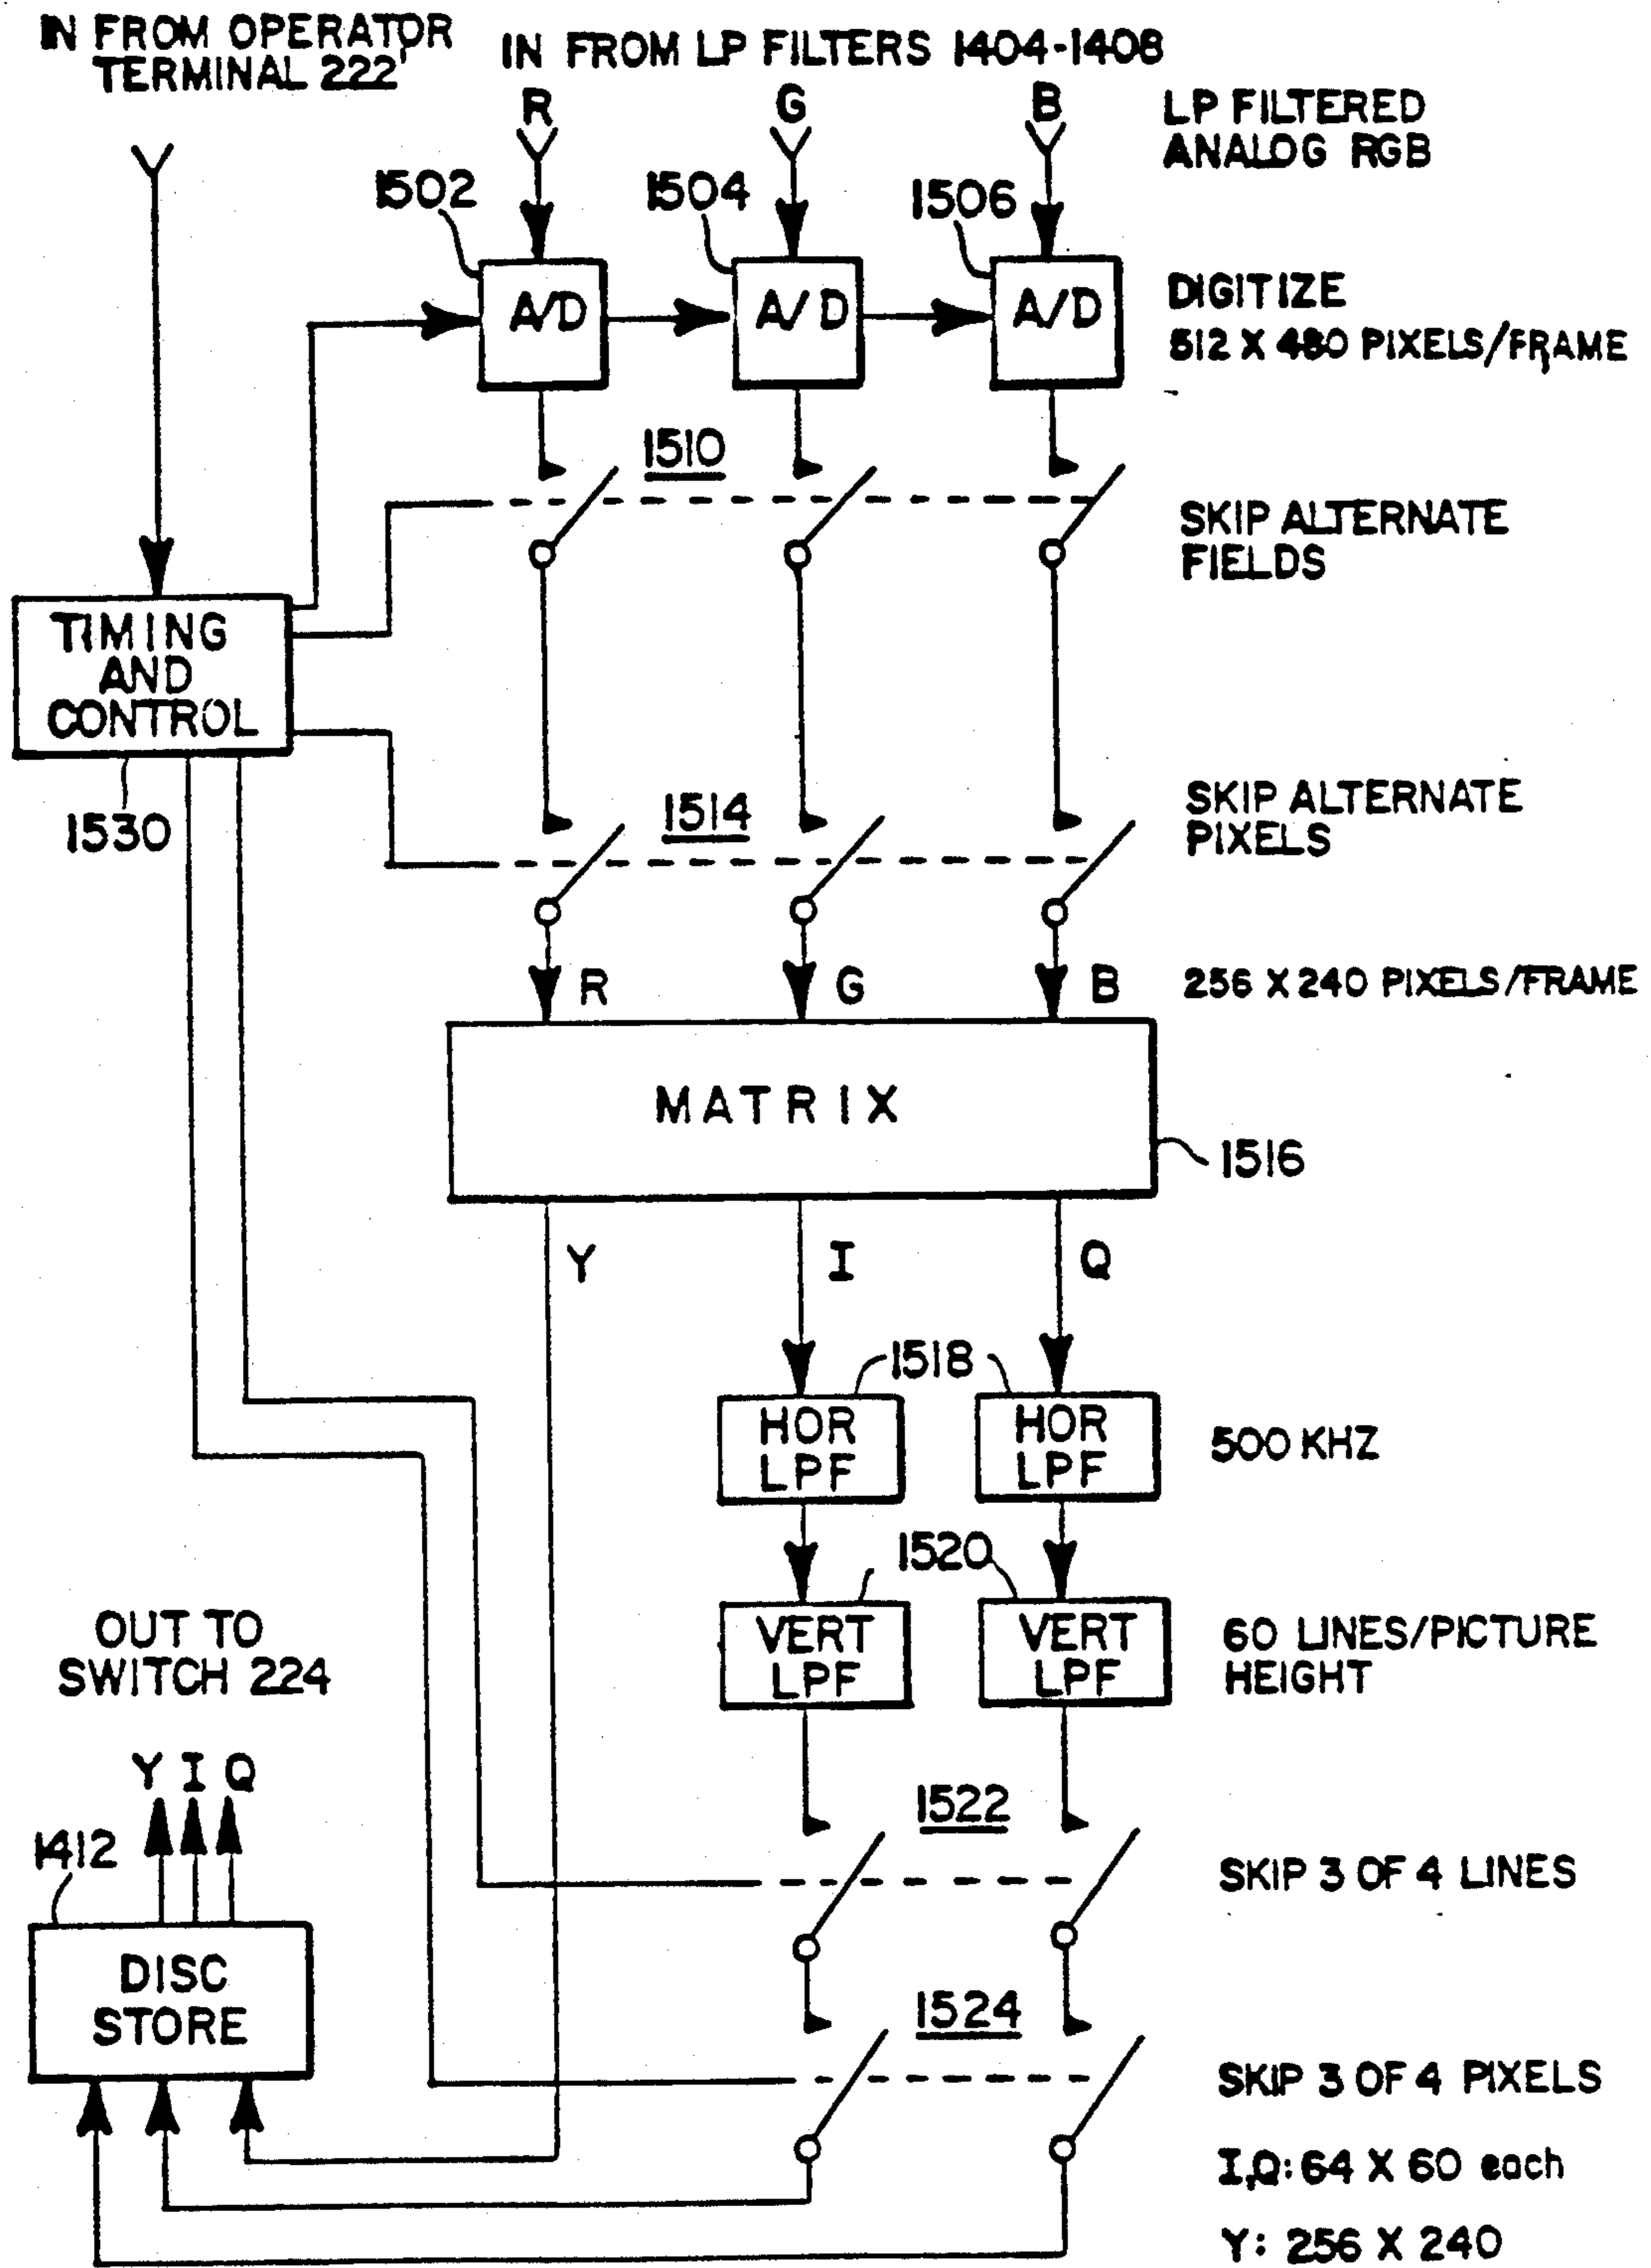 IN FROM OPERATOR
TERMINAL 222'
IN FROM LP FILTERS 1404-1408
R
G
B
LP FILTERED
ANALOG RGB
1502
1504
1506
A/D
A/D
A/D
DIGITIZE
512 X 480 PIXELS/FRAME
1510
SKIP ALTERNATE
FIELDS
TIMING
AND
CONTROL
1530
1514
SKIP ALTERNATE
PIXELS
R
G
B
256 X 240 PIXELS/FRAME
MATRIX
1516
Y
I
Q
1518
HOR
LPF
HOR
LPF
500 KHZ
1520
VERT
LPF
VERT
LPF
60 LINES/PICTURE
HEIGHT
OUT TO
SWITCH 224
Y I Q
1412
DISC
STORE
1522
SKIP 3 OF 4 LINES
1524
SKIP 3 OF 4 PIXELS
I,Q: 64 X 60 each
Y: 256 X 240